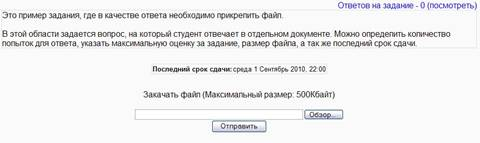 Ответов на задание - 0 (посмотреть)
Это пример задания, где в качестве ответа необходимо прикрепить файл.
В этой области задается вопрос, на который студент отвечает в отдельном документе. Можно определить количество
попыток для ответа, указать максимальную оценку за задание, размер файла, а так же последний срок сдачи.
Последний срок сдачи: среда 1 Сентябрь 2010, 22:00
Закачать файл (Максимальный размер: 500Кбайт)
Обзор...
Отправить